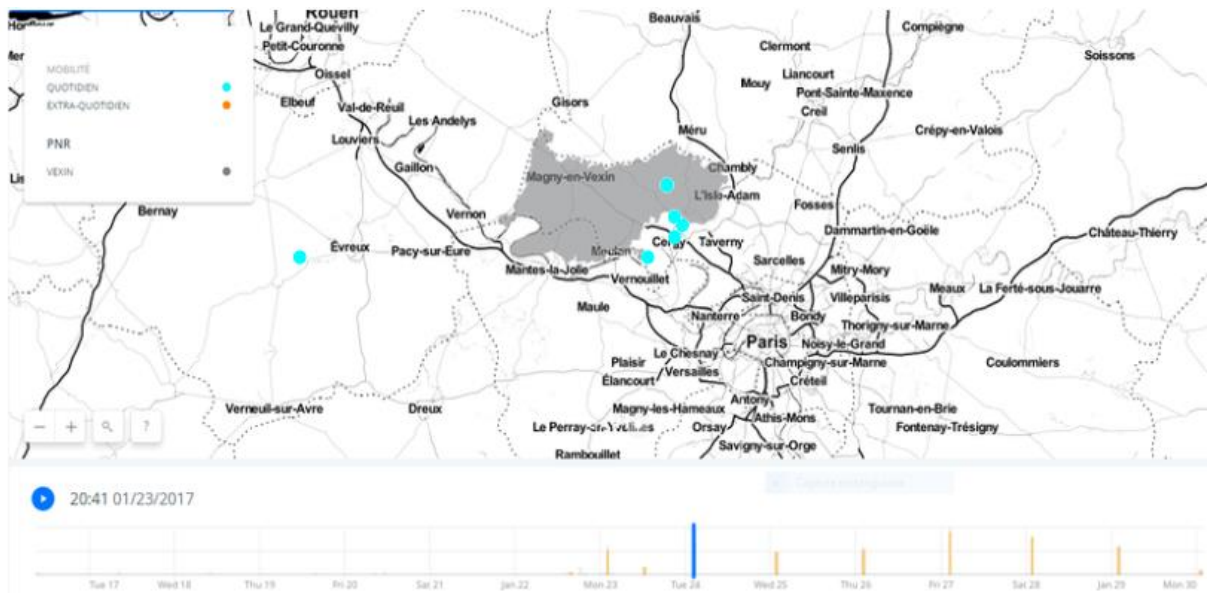 Rouen
Le Grand-Quevilly
Petit-Couronne
Oissel
Elbeuf
Val-de-Reuil
Louviers
Les Andelys
Gaillon
Vernon
Gisors
Beauvais
Clermont
Mouy
Liancourt
Pont-Sainte-Maxence
Creil
Compiègne
Soissons
Crépy-en-Valois
Senlis
Méru
Chambly
L'Isle-Adam
Fosses
Magny-en-Vexin
MOBILITÉ
QUOTIDIEN
EXTRA-QUOTIDIEN
PNR
VEXIN
Bernay
Évreux
Pacy-sur-Eure
Mantes-la-Jolie
Meulan
Cergy
Taverny
Vernouillet
Dammartin-en-Goële
Château-Thierry
Sarcelles
Mitry-Mory
Meaux
La Ferté-sous-Jouarre
Maule
Saint-Denis
Villeparisis
Nanterre
Bondy
Thorigny-sur-Marne
Paris
Noisy-le-Grand
Le Chesnay
Plaisir
Versailles
Champigny-sur-Marne
Coulommiers
Élancourt
Créteil
Verneuil-sur-Avre
Dreux
Magny-les-Hameaux
Antony
Athis-Mons
Tournan-en-Brie
Orsay
Fontenay-Trésigny
Savigny-sur-Orge
Rambouillet
− + ?
20:41 01/23/2017
Tue 17 Wed 18 Thu 19 Fri 20 Sat 21 Jan 22 Mon 23 Tue 24 Wed 25 Thu 26 Fri 27 Sat 28 Jan 29 Mon 30